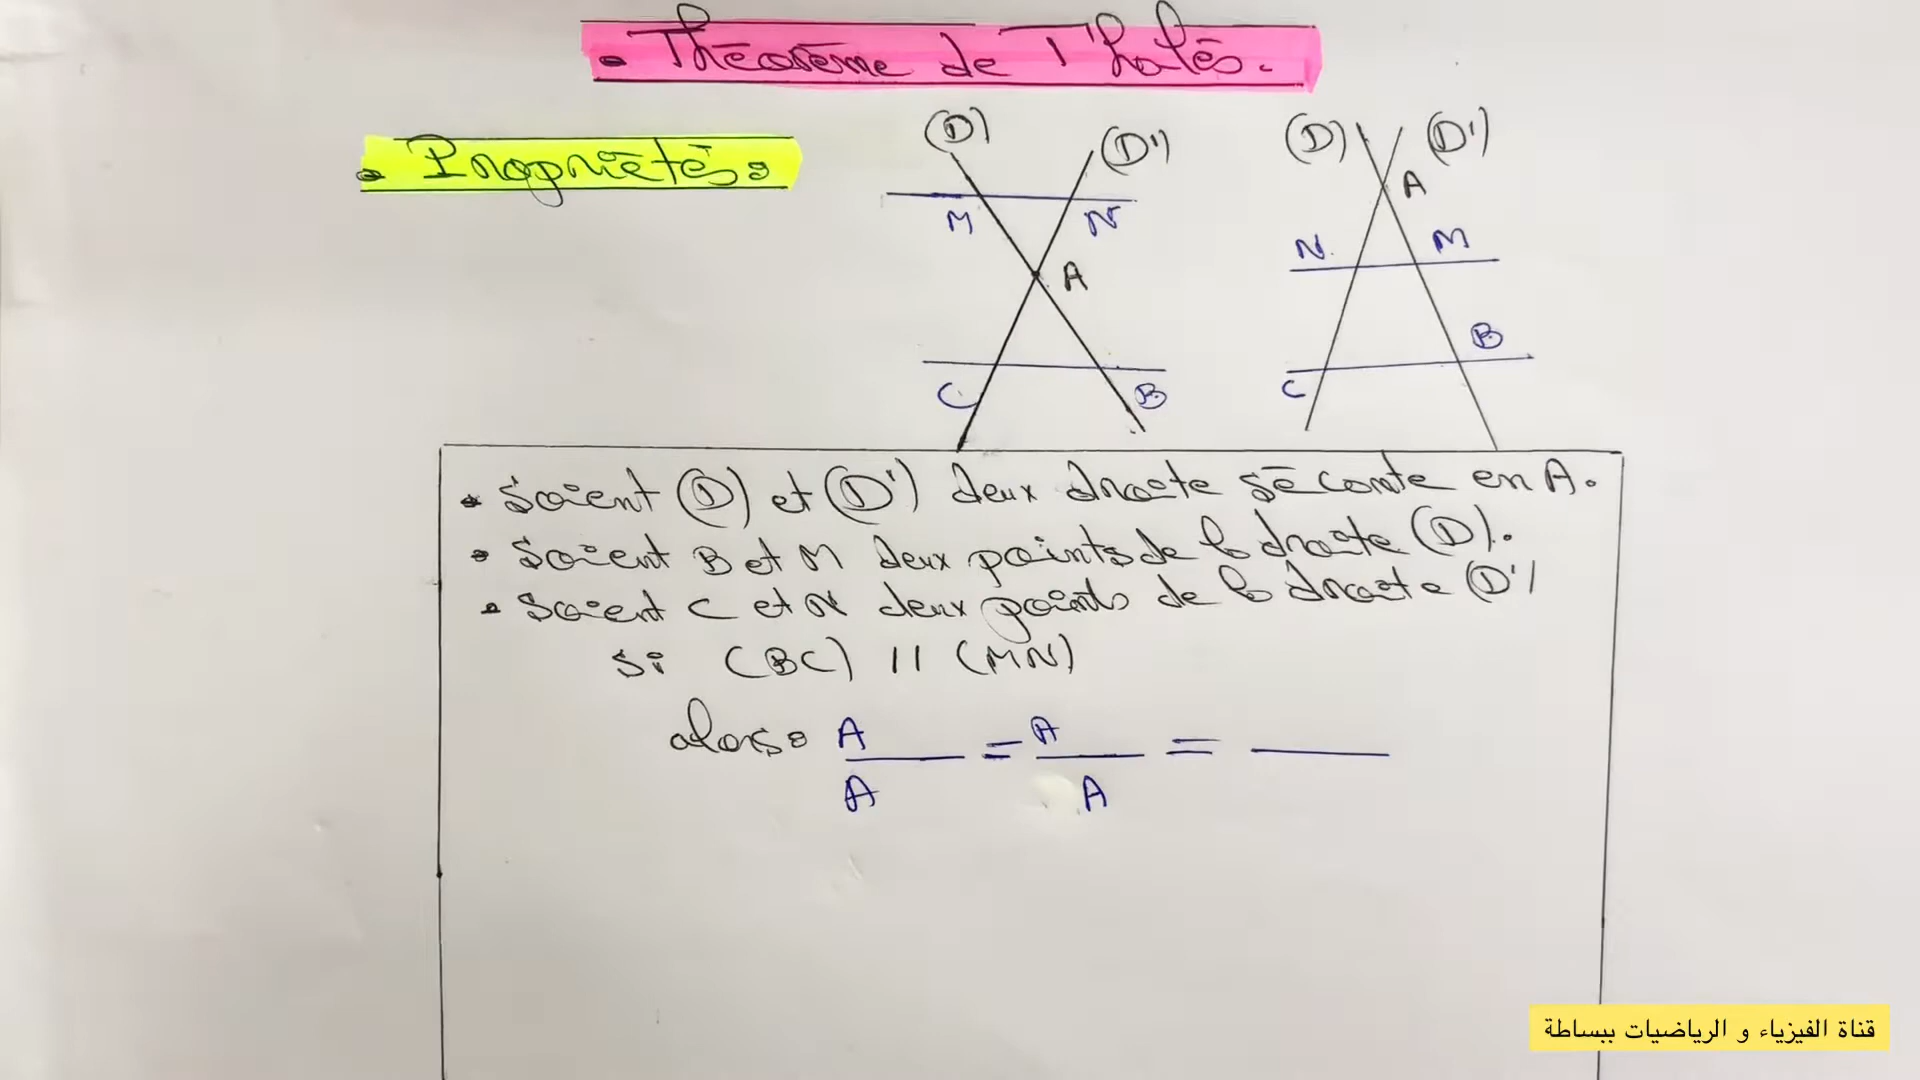 • Théorème de Thalès.
• Propriétés:
(D) (D')
M N
A
C B
(D) (D')
A
N. M
B
C
• Soient (D) et (D') deux droite sécante en A.
• Soient B et M deux points de la droite (D).
• Soient C et N deux points de la droite (D')
si (BC) // (MN)
alors: A = A =
A A
قناة الفيزياء و الرياضيات ببساطة